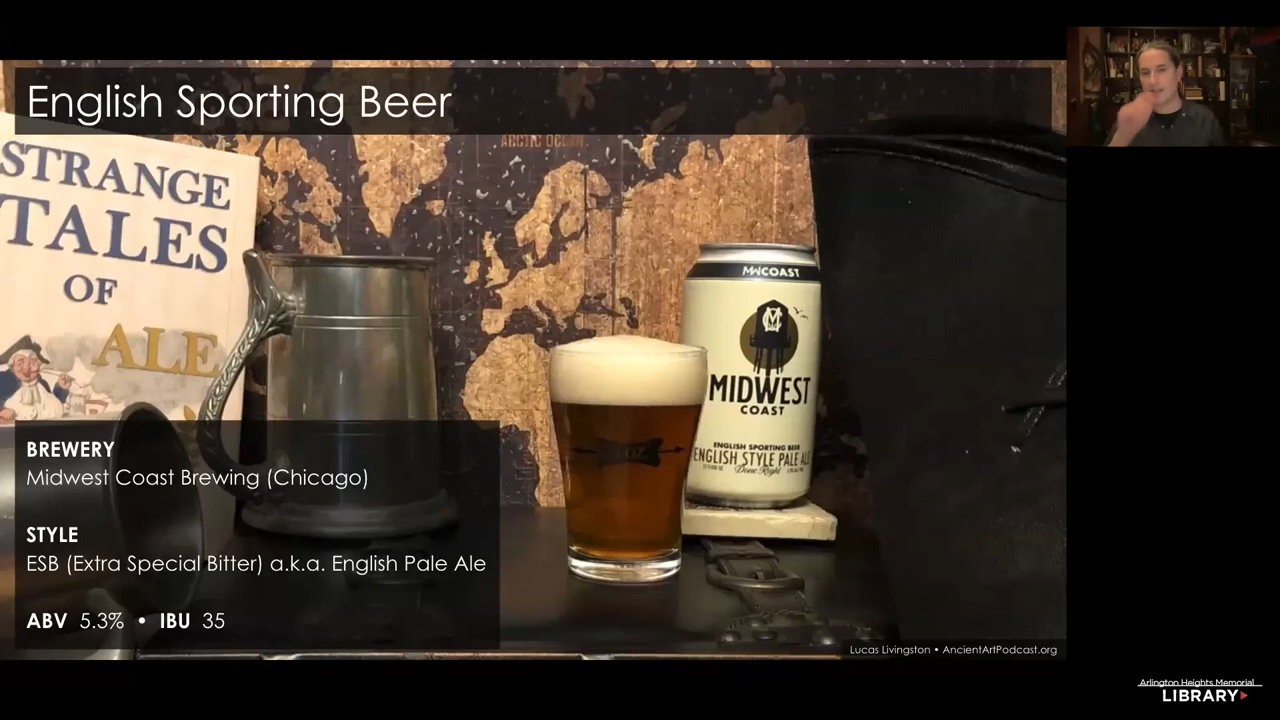 English Sporting Beer
ARCTIC OCEAN
STRANGE
TALES
OF
ALE
MWCOAST
MIDWEST
COAST
ENGLISH SPORTING BEER
ENGLISH STYLE PALE ALE
Done Right
BREWERY
Midwest Coast Brewing (Chicago)
STYLE
ESB (Extra Special Bitter) a.k.a. English Pale Ale
ABV 5.3% • IBU 35
Lucas Livingston • AncientArtPodcast.org
Arlington Heights Memorial
LIBRARY